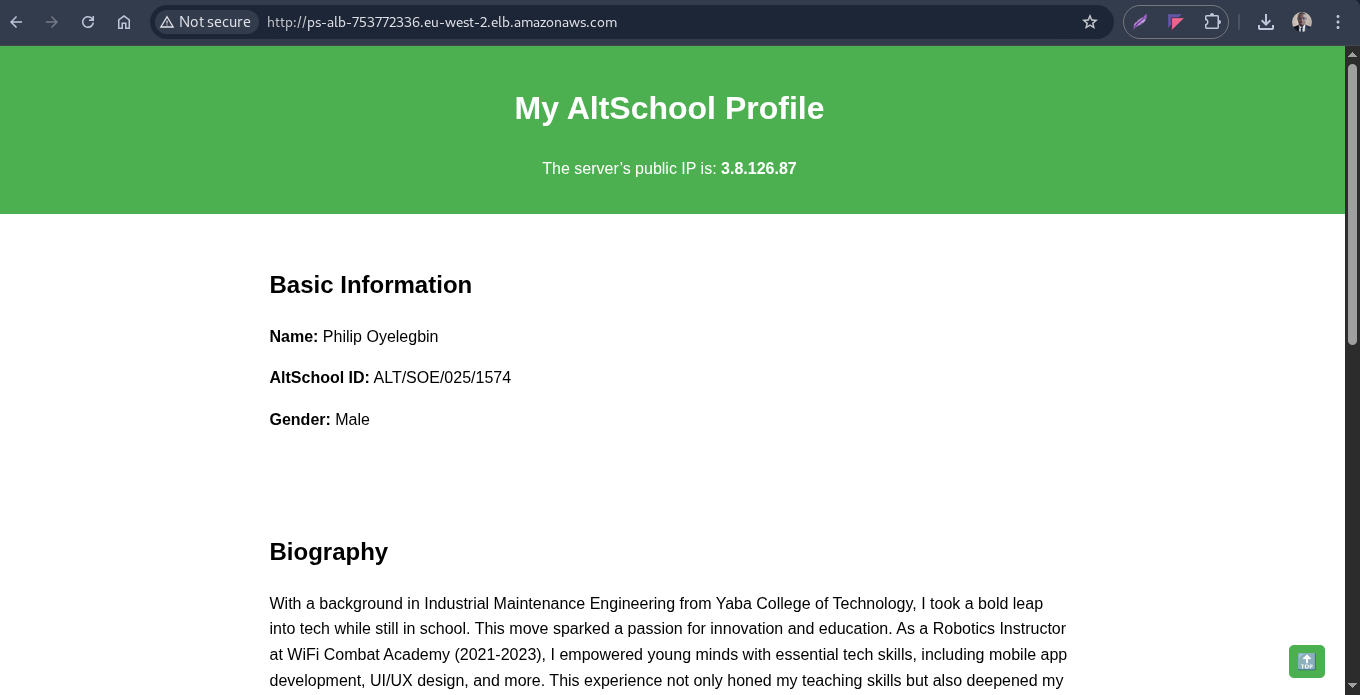 Not secure http://ps-alb-753772336.eu-west-2.elb.amazonaws.com
My AltSchool Profile
The server’s public IP is: 3.8.126.87
Basic Information
Name: Philip Oyelegbin
AltSchool ID: ALT/SOE/025/1574
Gender: Male
Biography
With a background in Industrial Maintenance Engineering from Yaba College of Technology, I took a bold leap
into tech while still in school. This move sparked a passion for innovation and education. As a Robotics Instructor
at WiFi Combat Academy (2021-2023), I empowered young minds with essential tech skills, including mobile app
development, UI/UX design, and more. This experience not only honed my teaching skills but also deepened my
TOP